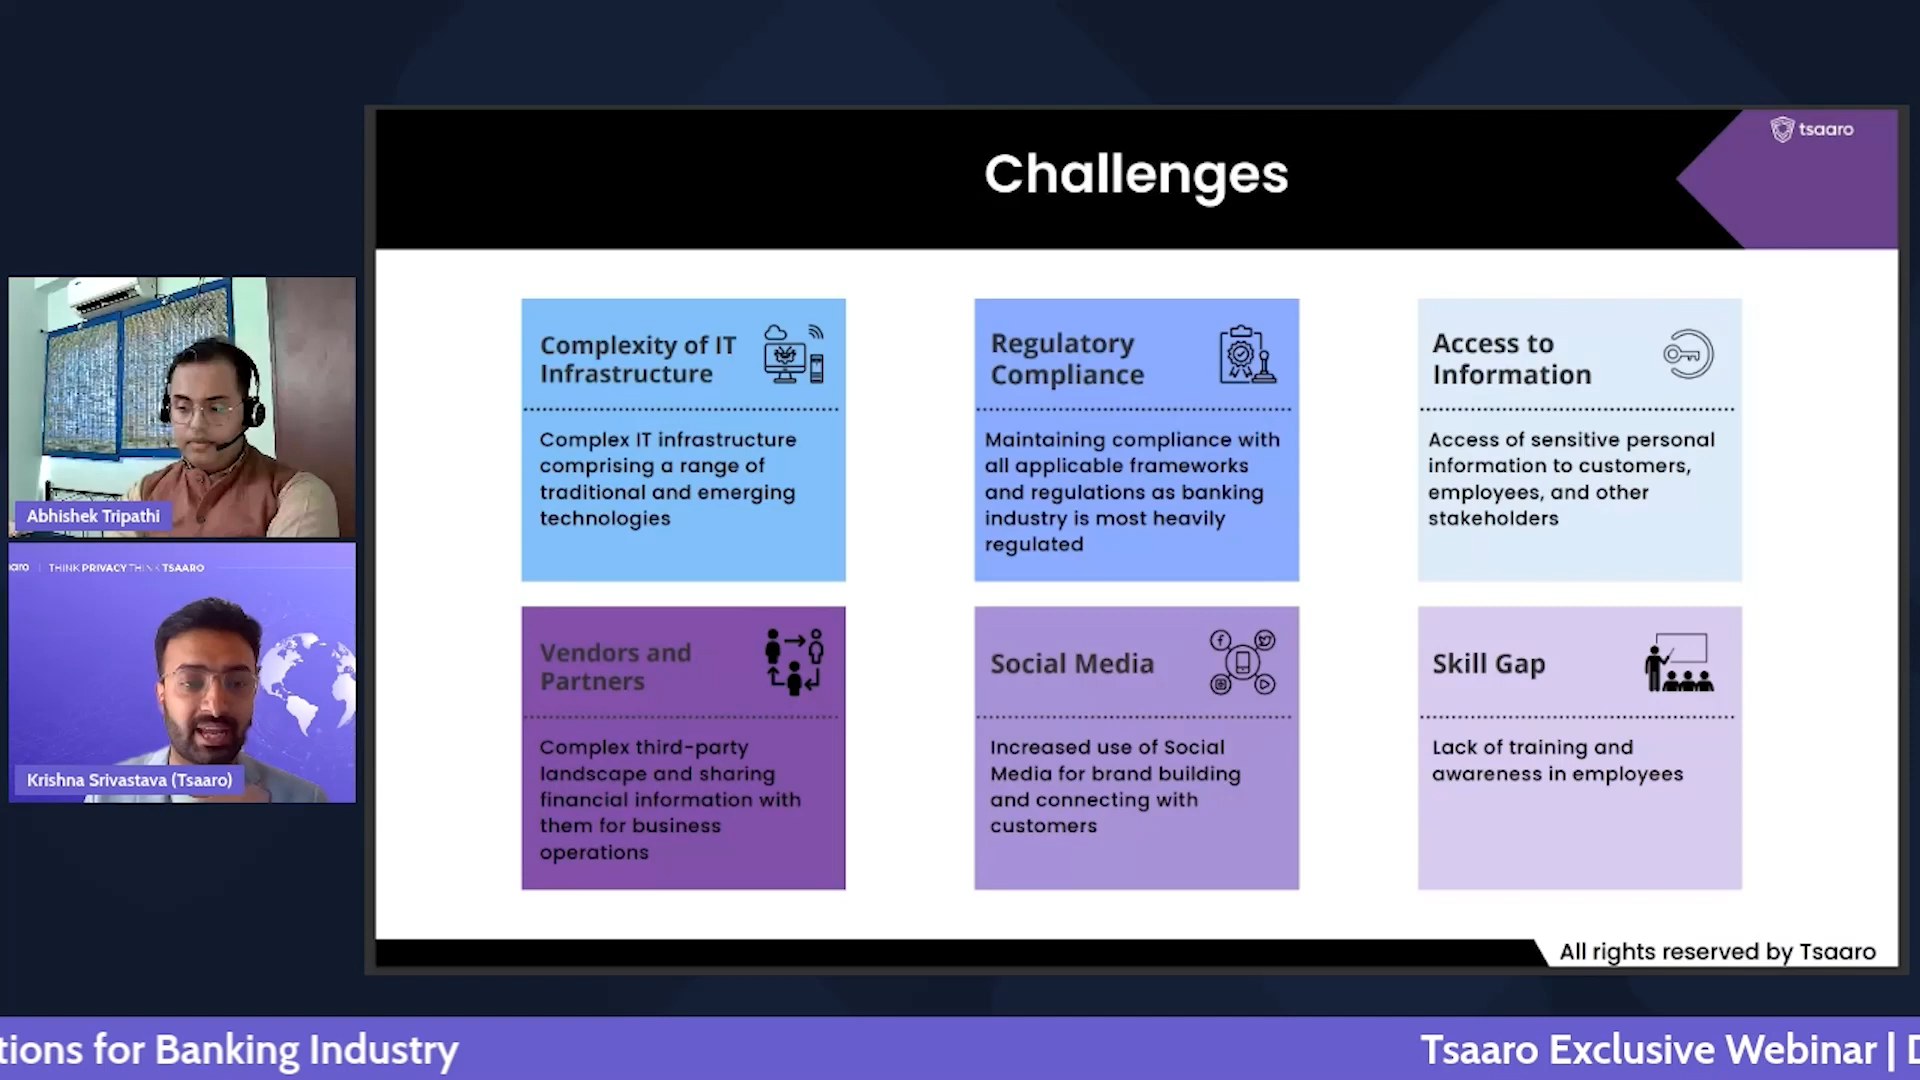 tsaaro
Challenges
Complexity of IT
Infrastructure
Complex IT infrastructure
comprising a range of
traditional and emerging
technologies
Regulatory
Compliance
Maintaining compliance with
all applicable frameworks
and regulations as banking
industry is most heavily
regulated
Access to
Information
Access of sensitive personal
information to customers,
employees, and other
stakeholders
Vendors and
Partners
Complex third-party
landscape and sharing
financial information with
them for business
operations
Social Media
Increased use of Social
Media for brand building
and connecting with
customers
Skill Gap
Lack of training and
awareness in employees
All rights reserved by Tsaaro
Abhishek Tripathi
aro | THINK PRIVACY THINK TSAARO
Krishna Srivastava (Tsaaro)
tions for Banking Industry
Tsaaro Exclusive Webinar |